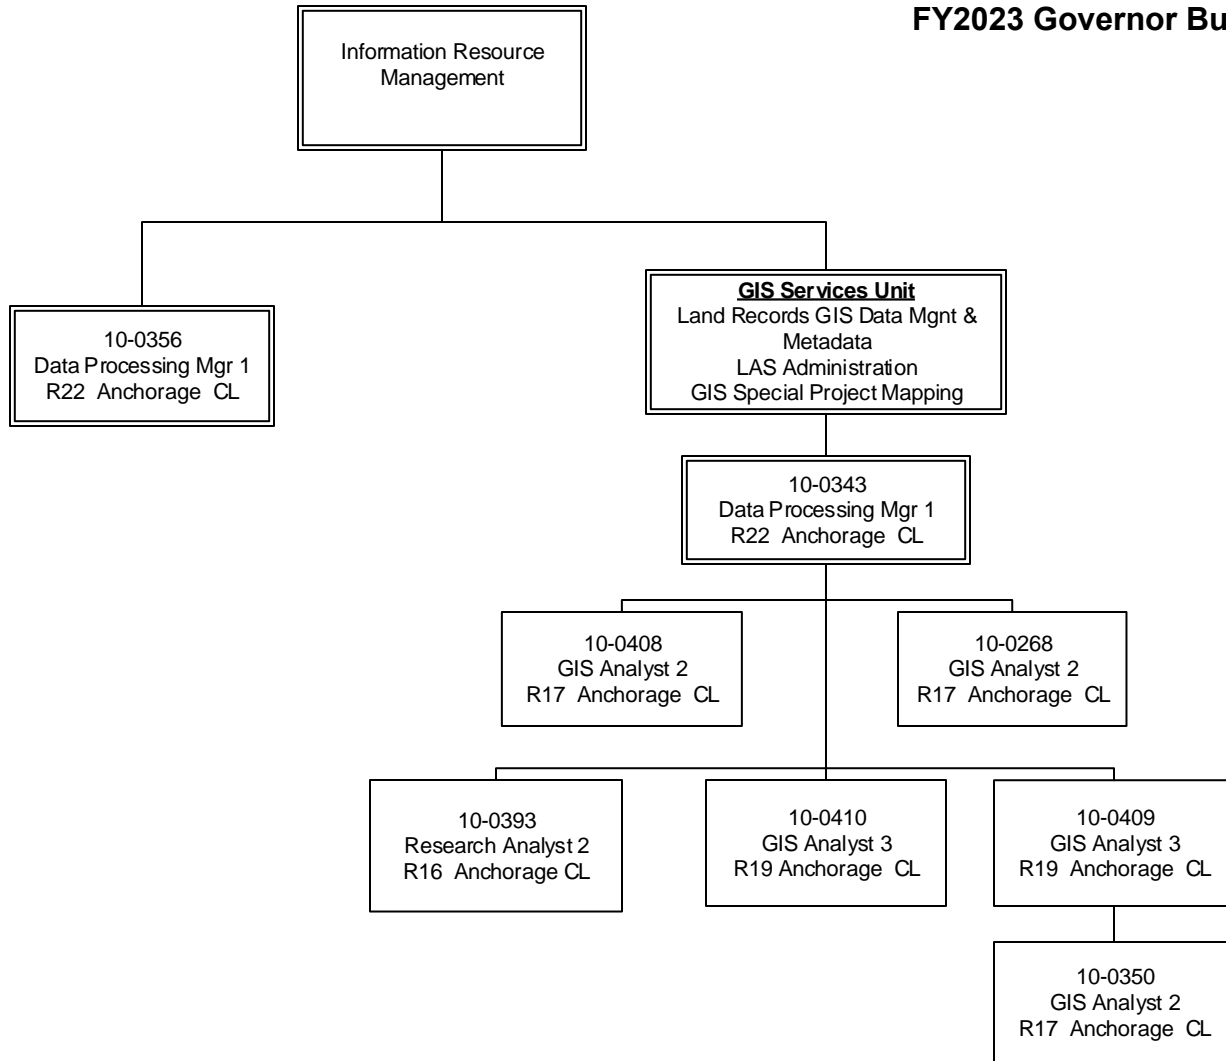 FY2023 Governor Bu
Information Resource
Management
10-0356
Data Processing Mgr 1
R22 Anchorage CL
GIS Services Unit
Land Records GIS Data Mgnt &
Metadata
LAS Administration
GIS Special Project Mapping
10-0343
Data Processing Mgr 1
R22 Anchorage CL
10-0408
GIS Analyst 2
R17 Anchorage CL
10-0268
GIS Analyst 2
R17 Anchorage CL
10-0393
Research Analyst 2
R16 Anchorage CL
10-0410
GIS Analyst 3
R19 Anchorage CL
10-0409
GIS Analyst 3
R19 Anchorage CL
10-0350
GIS Analyst 2
R17 Anchorage CL